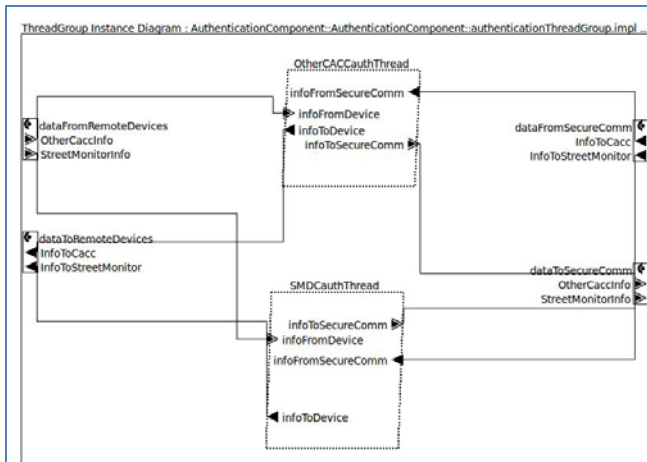 ThreadGroup Instance Diagram : AuthenticationComponent::AuthenticationComponent::authenticationThreadGroup.impl ...
OtherCACCauthThread
infoFromSecureComm
infoFromDevice
infoToDevice
infoToSecureComm
dataFromRemoteDevices
OtherCaccInfo
StreetMonitorInfo
dataFromSecureComm
InfoToCacc
InfoToStreetMonitor
dataToRemoteDevices
InfoToCacc
InfoToStreetMonitor
dataToSecureComm
OtherCaccInfo
StreetMonitorInfo
SMDCauthThread
infoToSecureComm
infoFromDevice
infoFromSecureComm
infoToDevice